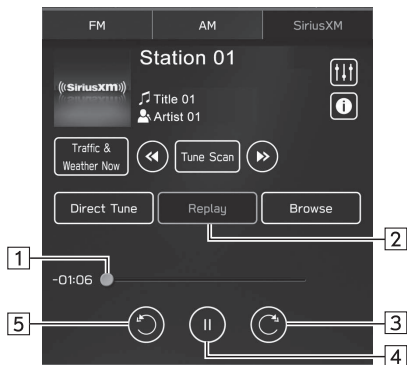 FM
AM
SiriusXM
Station 01
((SiriusXM))
Title 01
Artist 01
Traffic &
Weather Now
Tune Scan
Direct Tune
Replay
Browse
2
1
-01:06
5
3
4